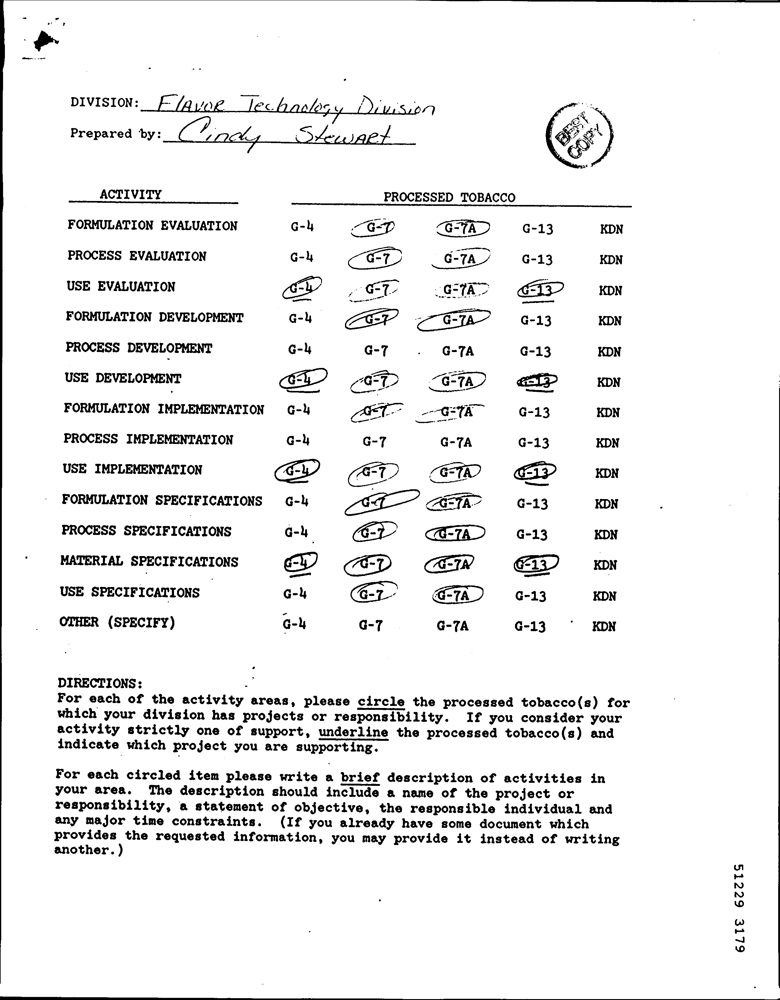 DIVISION: Flavor Technology Division
Prepared by: Cindy Stewart
BEST
COPY
ACTIVITY PROCESSED TOBACCO
FORMULATION EVALUATION G-4 G-7 G-7A G-13 KDN
PROCESS EVALUATION G-4 G-7 G-7A G-13 KDN
USE EVALUATION G-4 G-7 G-7A G-13 KDN
FORMULATION DEVELOPMENT G-4 G-7 G-7A G-13 KDN
PROCESS DEVELOPMENT G-4 G-7 G-7A G-13 KDN
USE DEVELOPMENT G-4 G-7 G-7A G-13 KDN
FORMULATION IMPLEMENTATION G-4 G-7 G-7A G-13 KDN
PROCESS IMPLEMENTATION G-4 G-7 G-7A G-13 KDN
USE IMPLEMENTATION G-4 G-7 G-7A G-13 KDN
FORMULATION SPECIFICATIONS G-4 G-7 G-7A G-13 KDN
PROCESS SPECIFICATIONS G-4 G-7 G-7A G-13 KDN
MATERIAL SPECIFICATIONS G-4 G-7 G-7A G-13 KDN
USE SPECIFICATIONS G-4 G-7 G-7A G-13 KDN
OTHER (SPECIFY) G-4 G-7 G-7A G-13 KDN
DIRECTIONS:
For each of the activity areas, please circle the processed tobacco(s) for
which your division has projects or responsibility. If you consider your
activity strictly one of support, underline the processed tobacco(s) and
indicate which project you are supporting.
For each circled item please write a brief description of activities in
your area. The description should include a name of the project or
responsibility, a statement of objective, the responsible individual and
any major time constraints. (If you already have some document which
provides the requested information, you may provide it instead of writing
another.)
51229 3179